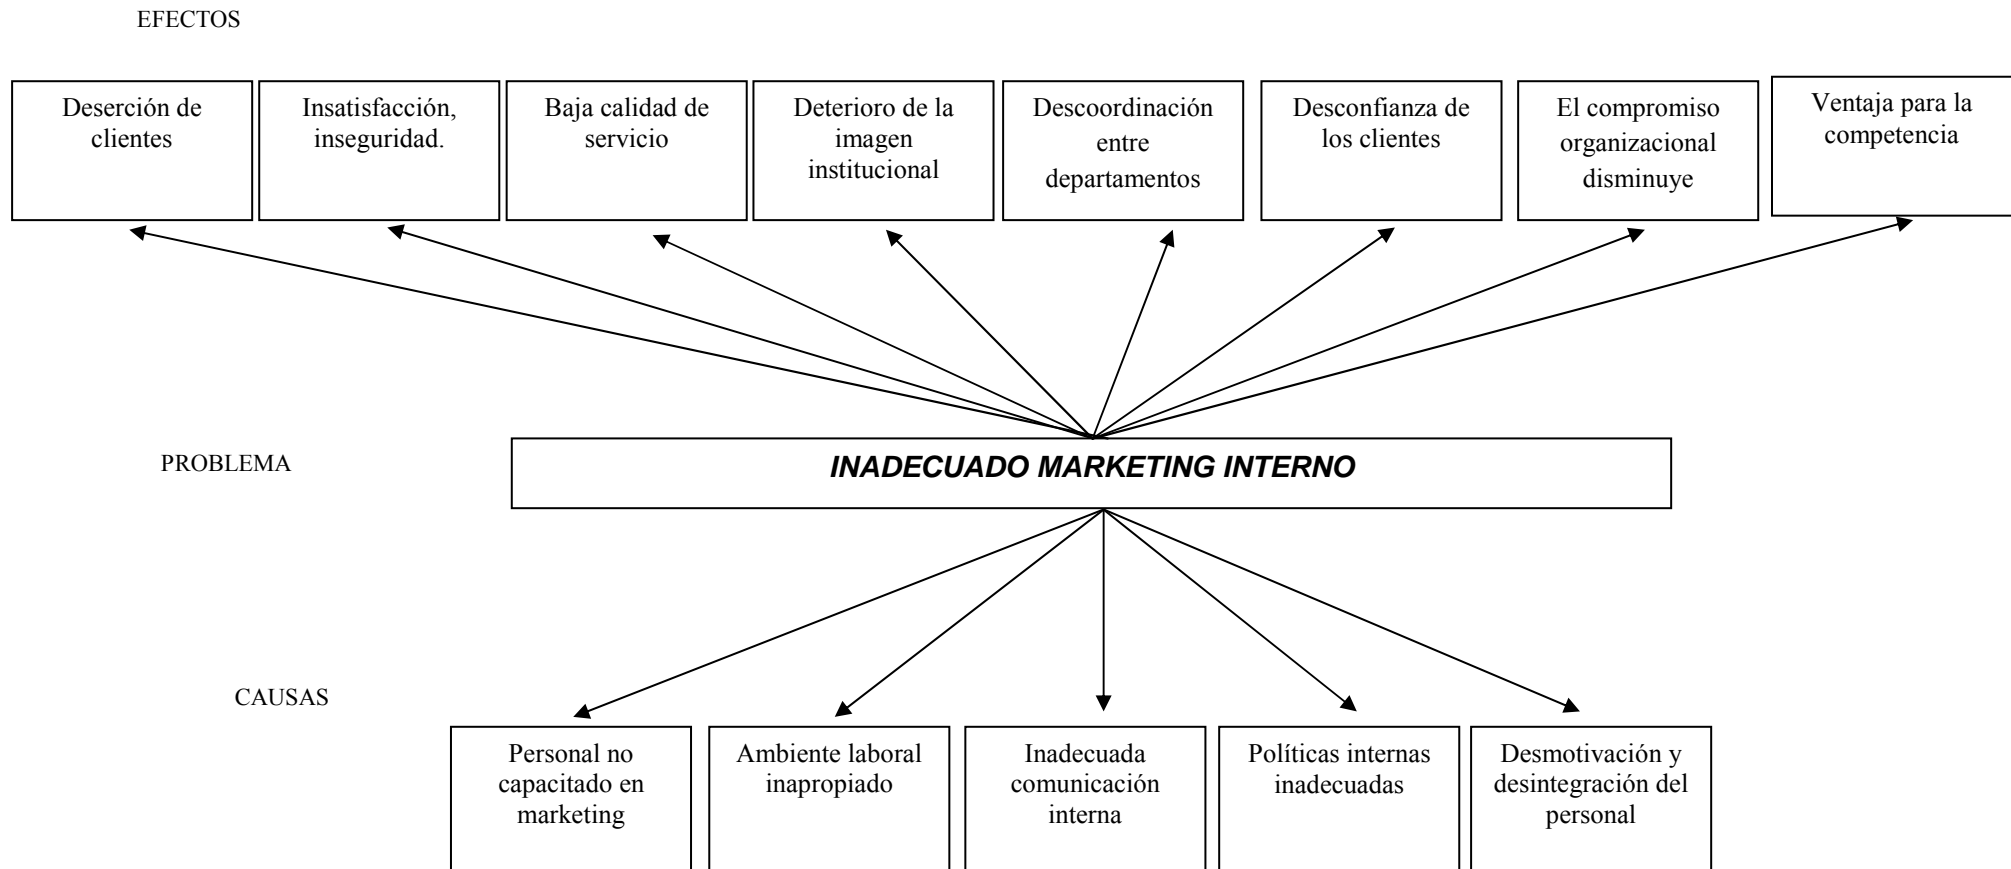 EFECTOS
Deserción de
clientes
Insatisfacción,
inseguridad.
Baja calidad de
servicio
Deterioro de la
imagen
institucional
Descoordinación
entre
departamentos
Desconfianza de
los clientes
El compromiso
organizacional
disminuye
Ventaja para la
competencia
PROBLEMA
INADECUADO MARKETING INTERNO
CAUSAS
Personal no
capacitado en
marketing
Ambiente laboral
inapropiado
Inadecuada
comunicación
interna
Políticas internas
inadecuadas
Desmotivación y
desintegración del
personal